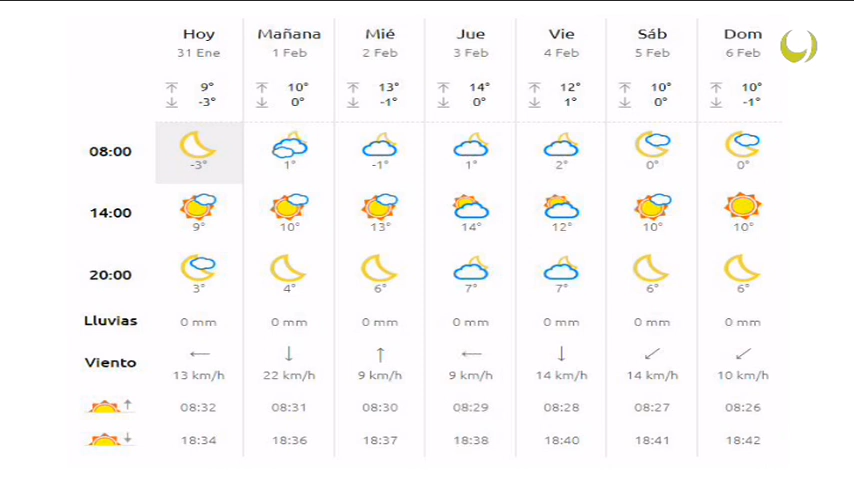 Hoy Mañana Mié Jue Vie Sáb Dom
31 Ene 1 Feb 2 Feb 3 Feb 4 Feb 5 Feb 6 Feb
9° 10° 13° 14° 12° 10° 10°
-3° 0° -1° 0° 1° 0° -1°
08:00
-3° 1° -1° 1° 2° 0° 0°
14:00
9° 10° 13° 14° 12° 10° 10°
20:00
3° 4° 6° 7° 7° 6° 6°
Lluvias 0 mm 0 mm 0 mm 0 mm 0 mm 0 mm 0 mm
Viento
13 km/h 22 km/h 9 km/h 9 km/h 14 km/h 14 km/h 10 km/h
08:32 08:31 08:30 08:29 08:28 08:27 08:26
18:34 18:36 18:37 18:38 18:40 18:41 18:42